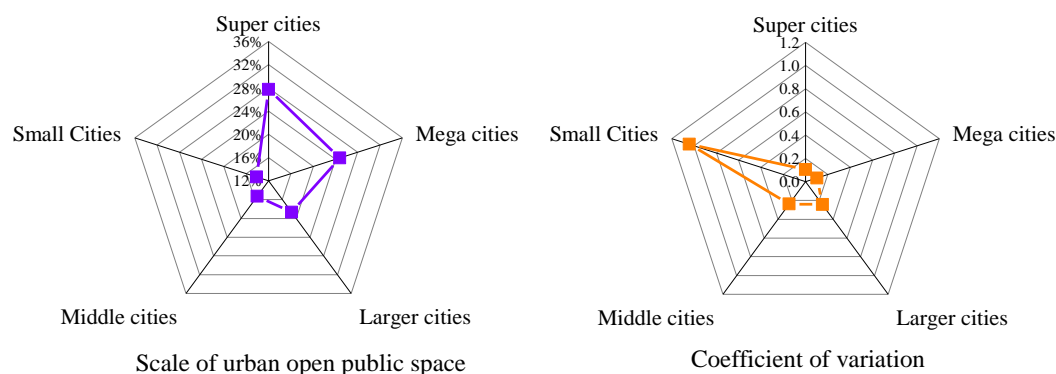 Super cities
36%
32%
28%
24%
20%
16%
12%
Small Cities
Mega cities
Middle cities
Larger cities
Scale of urban open public space
Super cities
1.2
1.0
0.8
0.6
0.4
0.2
0.0
Small Cities
Mega cities
Middle cities
Larger cities
Coefficient of variation